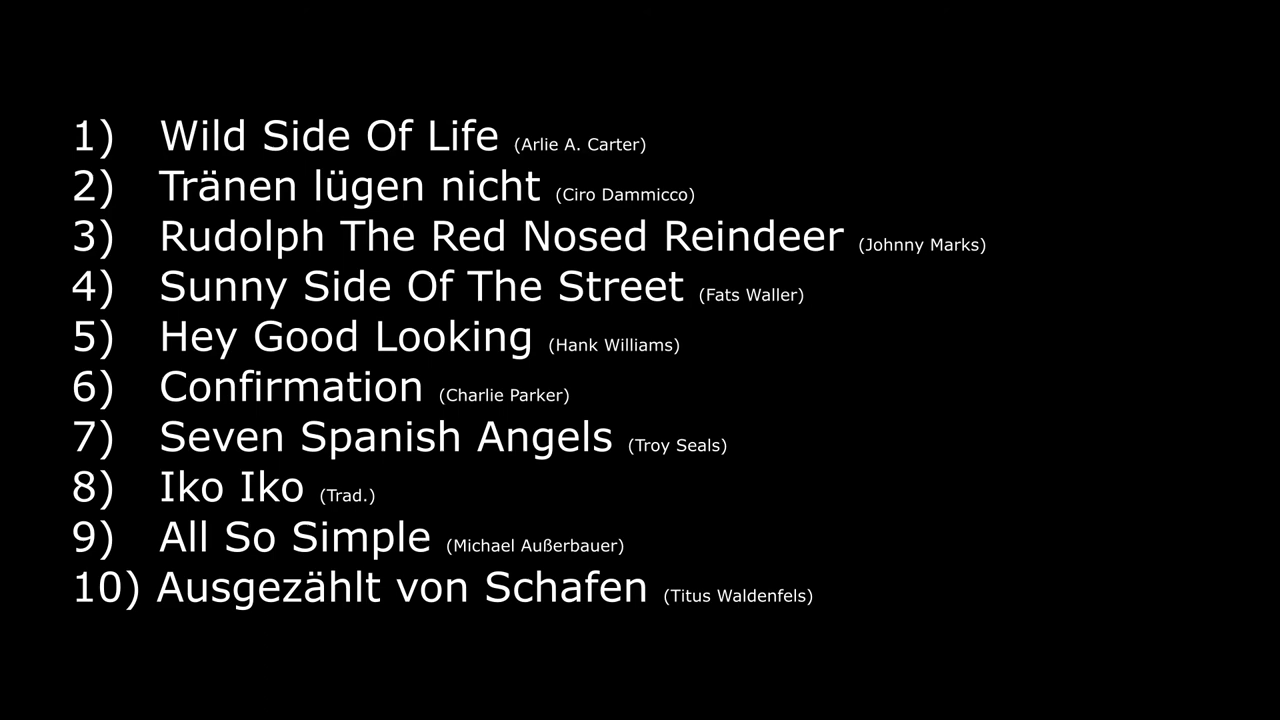 1) Wild Side Of Life (Arlie A. Carter)
2) Tränen lügen nicht (Ciro Dammicco)
3) Rudolph The Red Nosed Reindeer (Johnny Marks)
4) Sunny Side Of The Street (Fats Waller)
5) Hey Good Looking (Hank Williams)
6) Confirmation (Charlie Parker)
7) Seven Spanish Angels (Troy Seals)
8) Iko Iko (Trad.)
9) All So Simple (Michael Außerbauer)
10) Ausgezählt von Schafen (Titus Waldenfels)